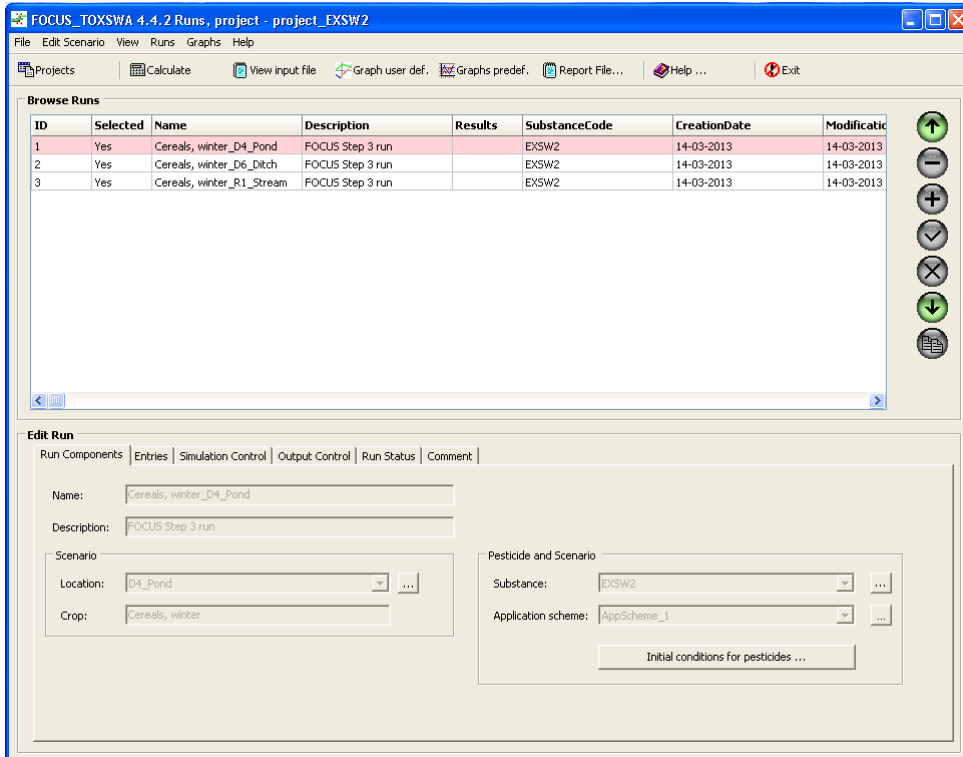 FOCUS_TOXSWA 4.4.2 Runs, project - project_EXSW2
File Edit Scenario View Runs Graphs Help
Projects Calculate View input file Graph user def. Graphs predef. Report File... Help ... Exit
Browse Runs
ID Selected Name Description Results SubstanceCode CreationDate Modificatic
1 Yes Cereals, winter_D4_Pond FOCUS Step 3 run EXSW2 14-03-2013 14-03-2013
2 Yes Cereals, winter_D6_Ditch FOCUS Step 3 run EXSW2 14-03-2013 14-03-2013
3 Yes Cereals, winter_R1_Stream FOCUS Step 3 run EXSW2 14-03-2013 14-03-2013
Edit Run
Run Components Entries Simulation Control Output Control Run Status Comment
Name: Cereals, winter_D4_Pond
Description: FOCUS Step 3 run
Scenario
Location: D4_Pond ...
Crop: Cereals, winter
Pesticide and Scenario
Substance: EXSW2 ...
Application scheme: AppScheme_1 ...
Initial conditions for pesticides ...